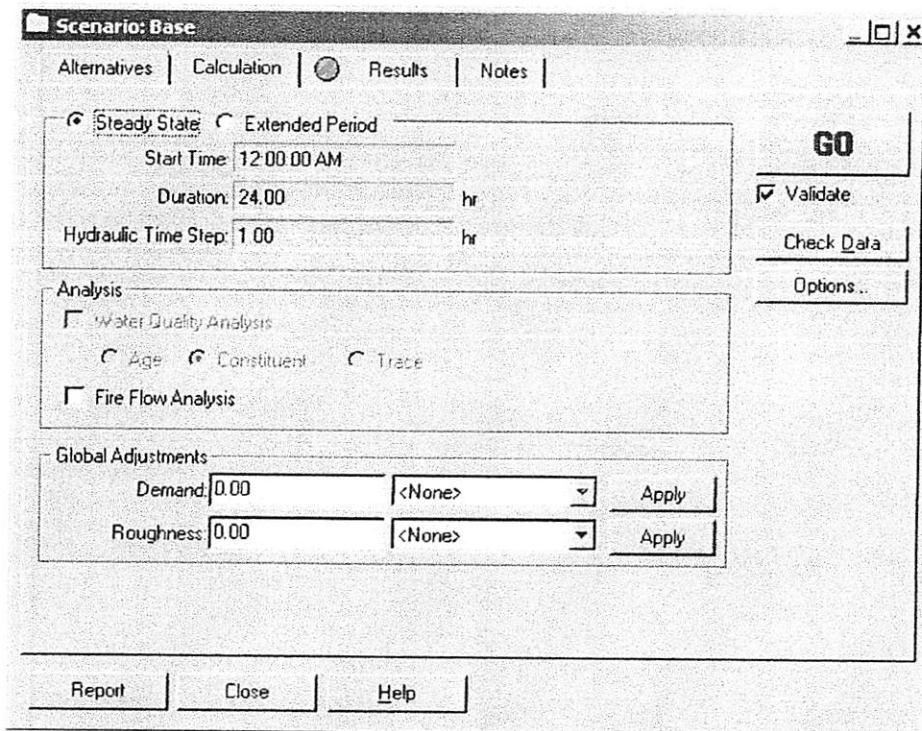 Scenario: Base
Alternatives Calculation Results Notes
Steady State Extended Period
Start Time: 12:00:00 AM
Duration: 24.00 hr
Hydraulic Time Step: 1.00 hr
GO
Validate
Check Data
Options...
Analysis
Water Quality Analysis
Age Constituent Trace
Fire Flow Analysis
Global Adjustments
Demand: 0.00 <None> Apply
Roughness: 0.00 <None> Apply
Report Close Help